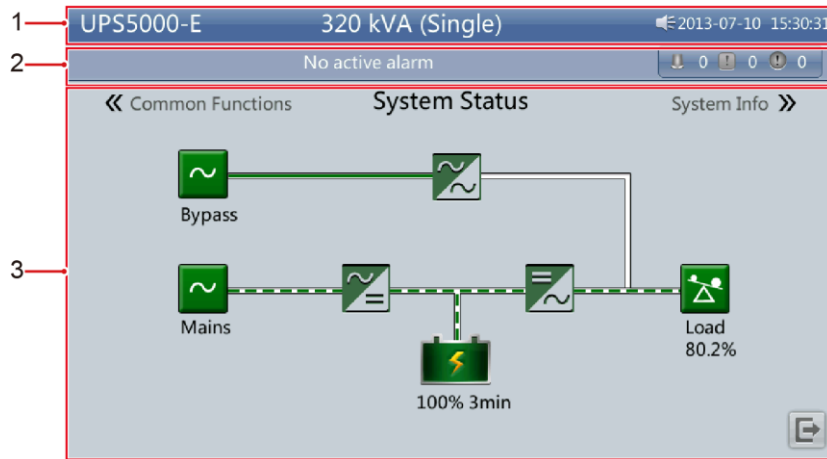 1
UPS5000-E 320 kVA (Single) 2013-07-10 15:30:31
2
No active alarm 0 0 0
« Common Functions System Status System Info »
Bypass
3
Mains
Load
80.2%
100% 3min